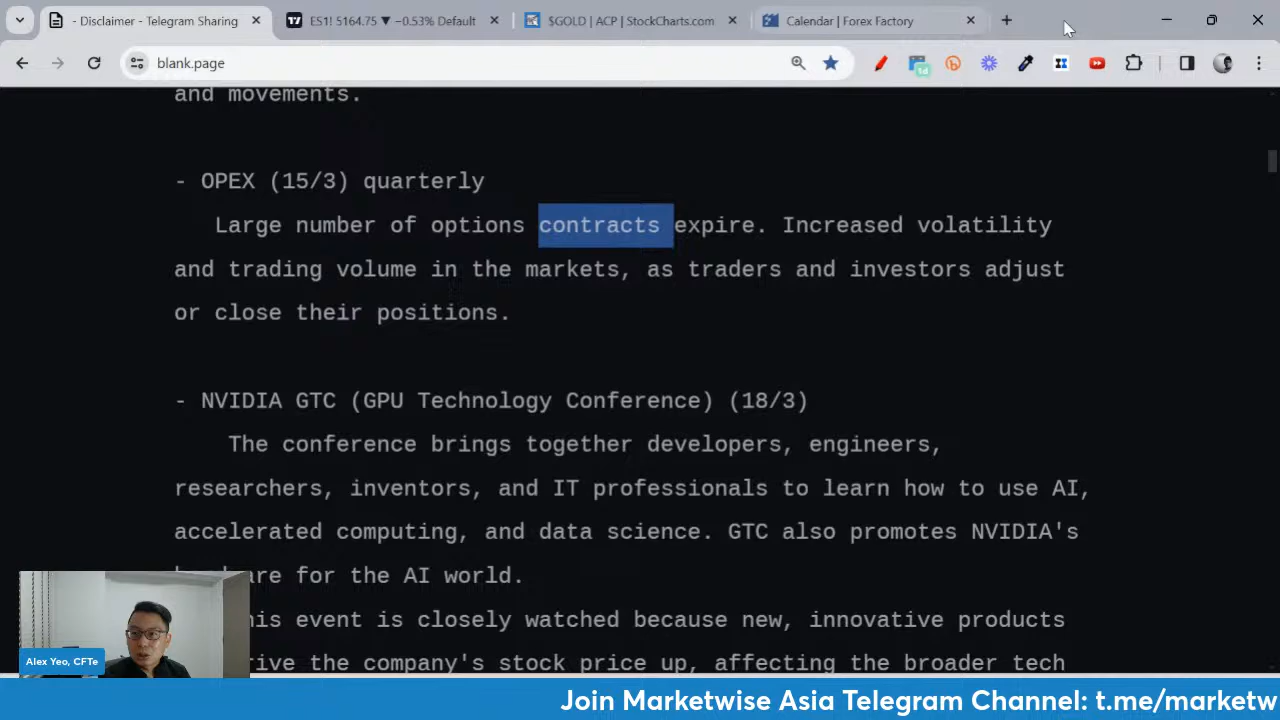 - Disclaimer - Telegram Sharing
ES1! 5164.75 ▼ −0.53% Default
$GOLD | ACP | StockCharts.com
Calendar | Forex Factory
blank.page
1d
and movements.
- OPEX (15/3) quarterly
Large number of options contracts expire. Increased volatility
and trading volume in the markets, as traders and investors adjust
or close their positions.
- NVIDIA GTC (GPU Technology Conference) (18/3)
The conference brings together developers, engineers,
researchers, inventors, and IT professionals to learn how to use AI,
accelerated computing, and data science. GTC also promotes NVIDIA's
for the AI world.
event is closely watched because new, innovative products
the company's stock price up, affecting the broader tech
Alex Yeo, CFTe
Join Marketwise Asia Telegram Channel: t.me/marketw